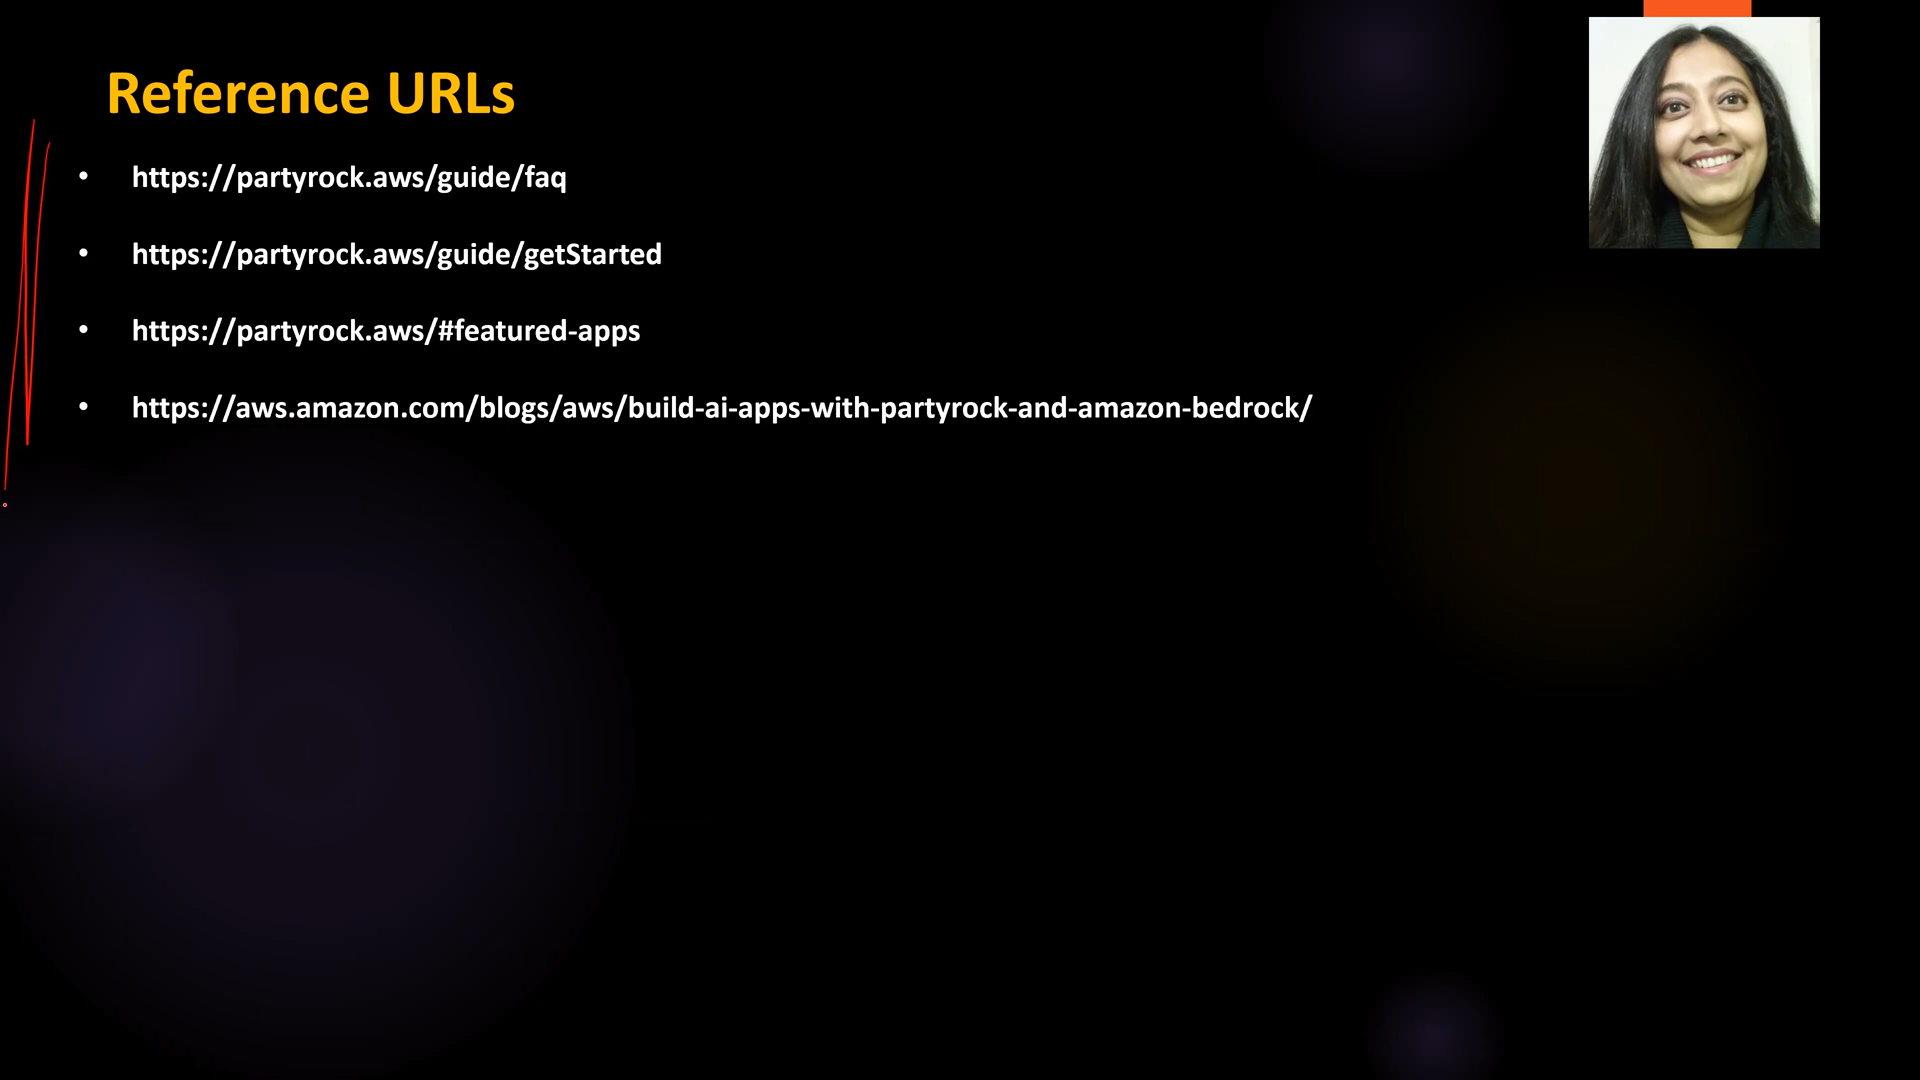 Reference URLs
• https://partyrock.aws/guide/faq
• https://partyrock.aws/guide/getStarted
• https://partyrock.aws/#featured-apps
• https://aws.amazon.com/blogs/aws/build-ai-apps-with-partyrock-and-amazon-bedrock/